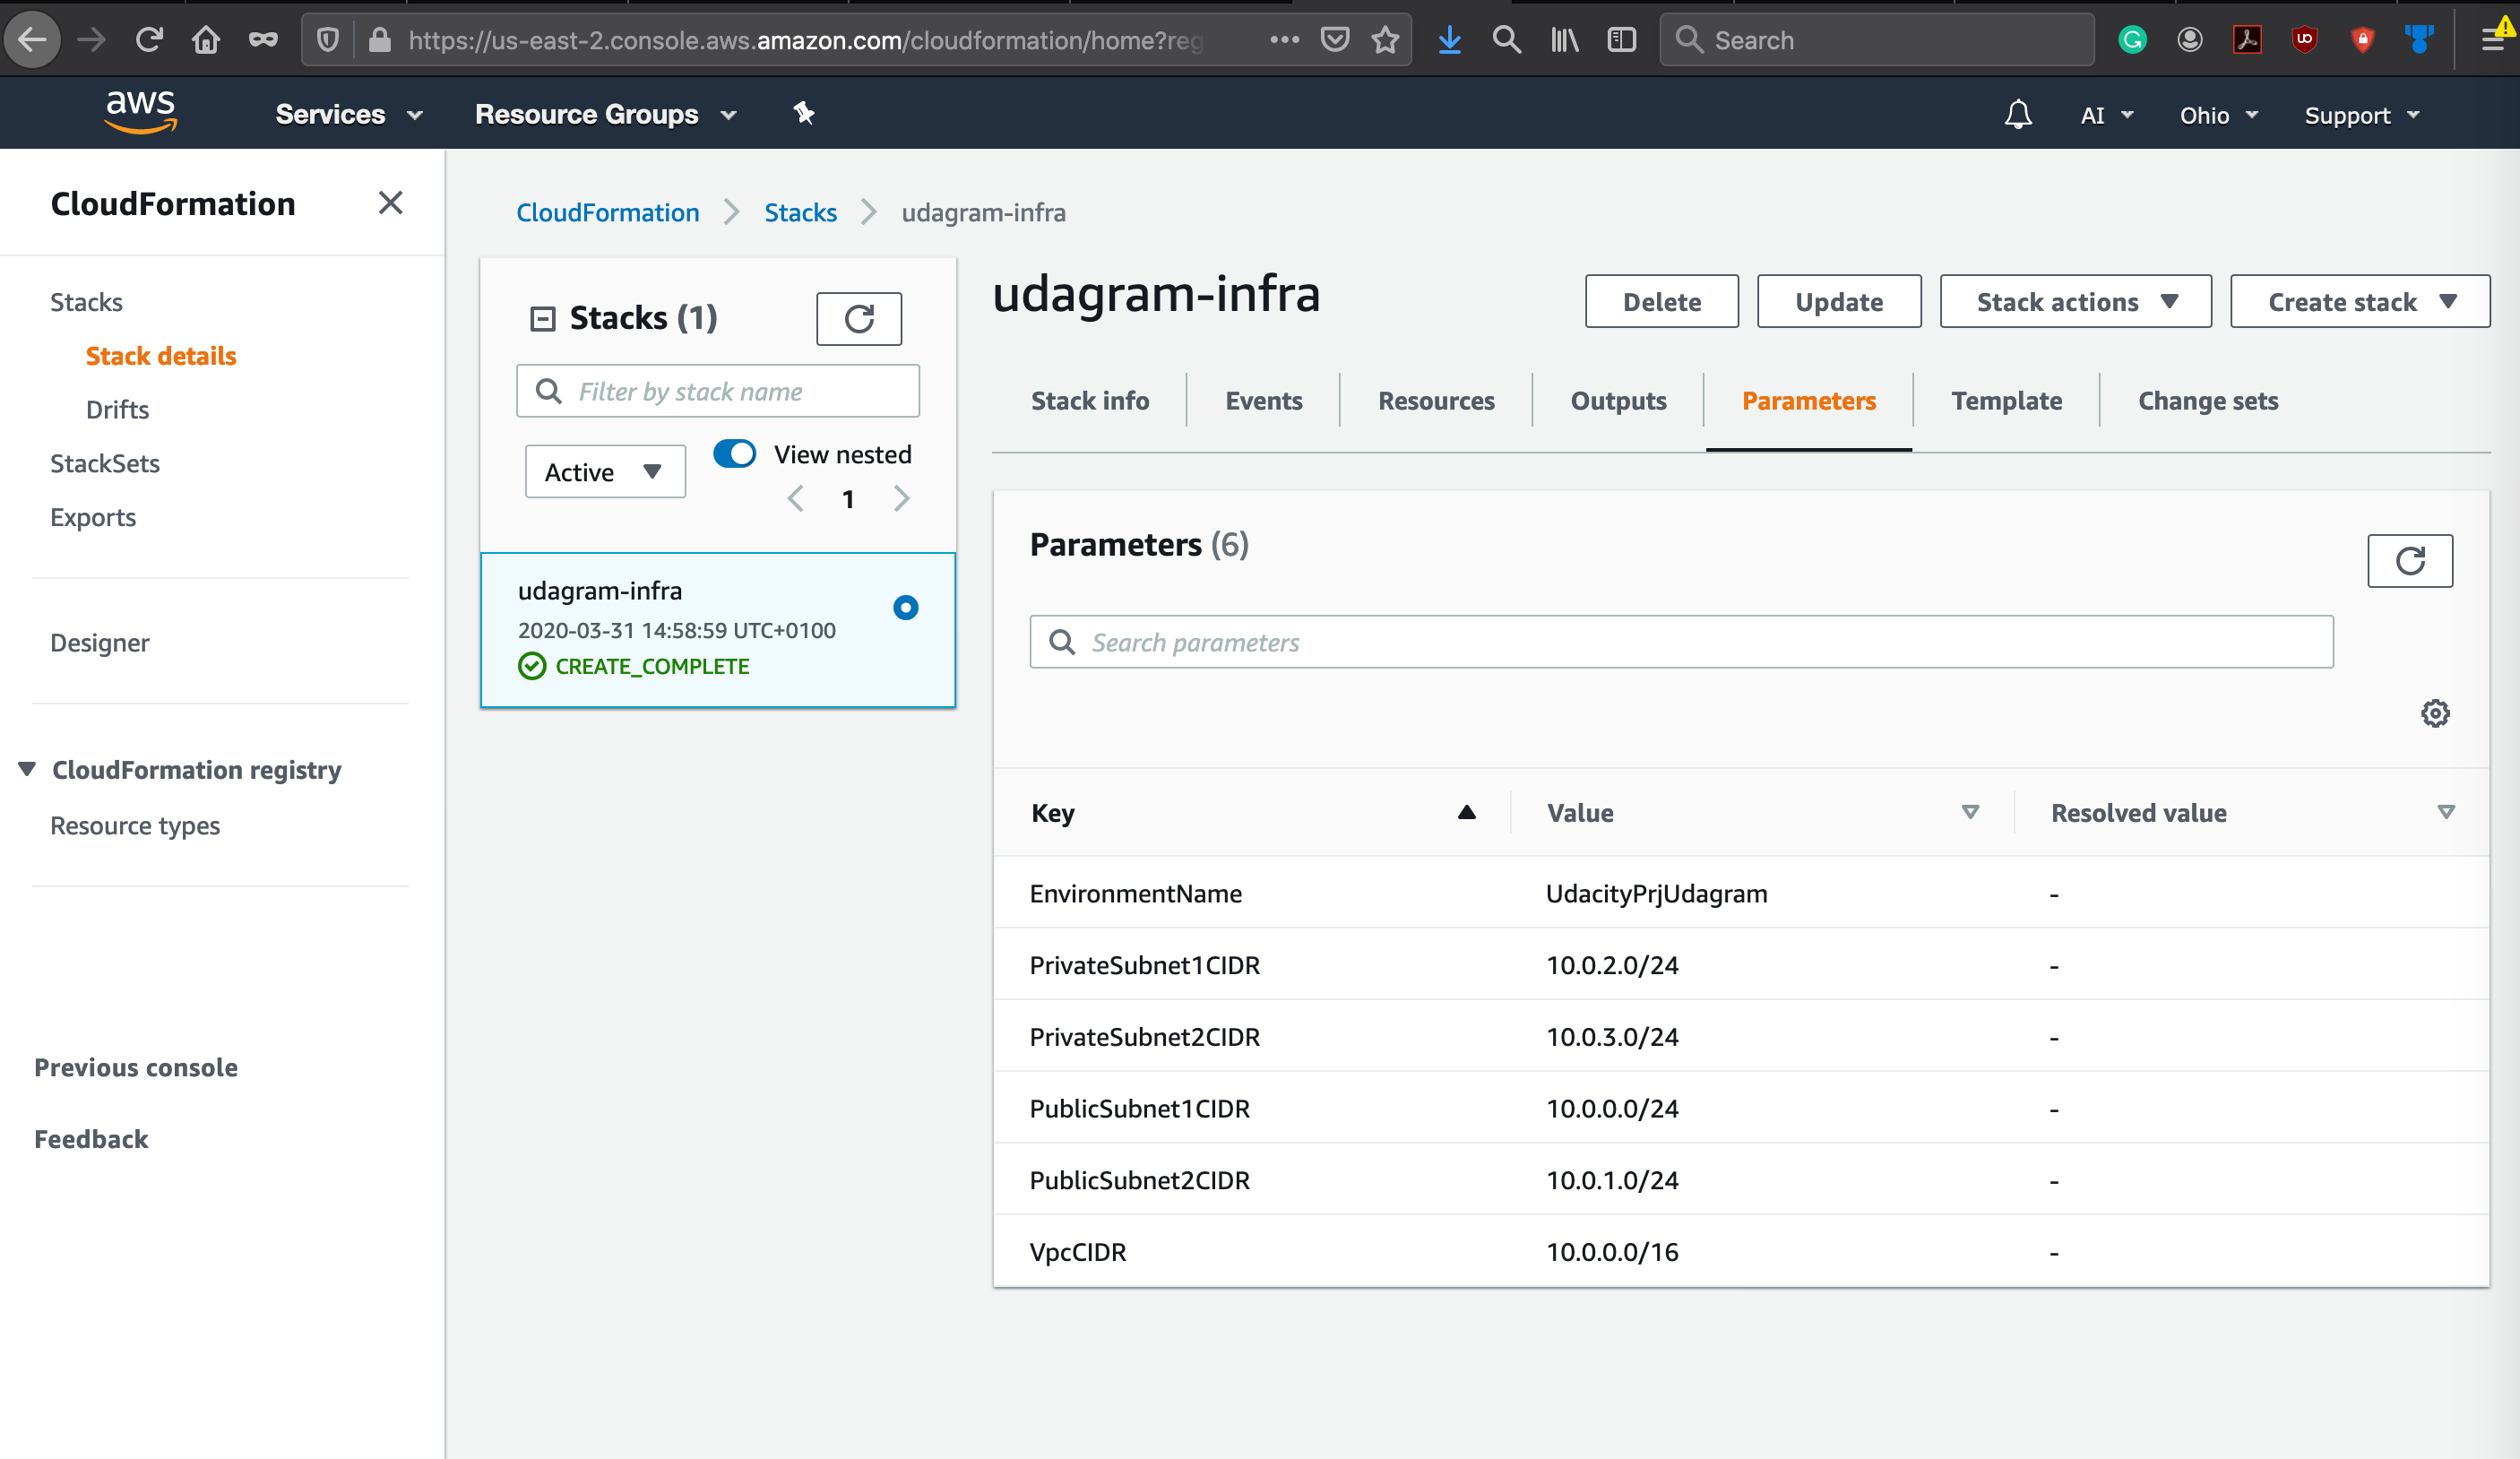 https://us-east-2.console.aws.amazon.com/cloudformation/home?reg
Search
aws
Services
Resource Groups
AI
Ohio
Support
CloudFormation
Stacks
Stack details
Drifts
StackSets
Exports
Designer
CloudFormation registry
Resource types
Previous console
Feedback
CloudFormation
Stacks
udagram-infra
Stacks (1)
Filter by stack name
Active
View nested
1
udagram-infra
2020-03-31 14:58:59 UTC+0100
CREATE_COMPLETE
udagram-infra
Delete
Update
Stack actions
Create stack
Stack info
Events
Resources
Outputs
Parameters
Template
Change sets
Parameters (6)
Search parameters
Key Value Resolved value
EnvironmentName UdacityPrjUdagram -
PrivateSubnet1CIDR 10.0.2.0/24 -
PrivateSubnet2CIDR 10.0.3.0/24 -
PublicSubnet1CIDR 10.0.0.0/24 -
PublicSubnet2CIDR 10.0.1.0/24 -
VpcCIDR 10.0.0.0/16 -